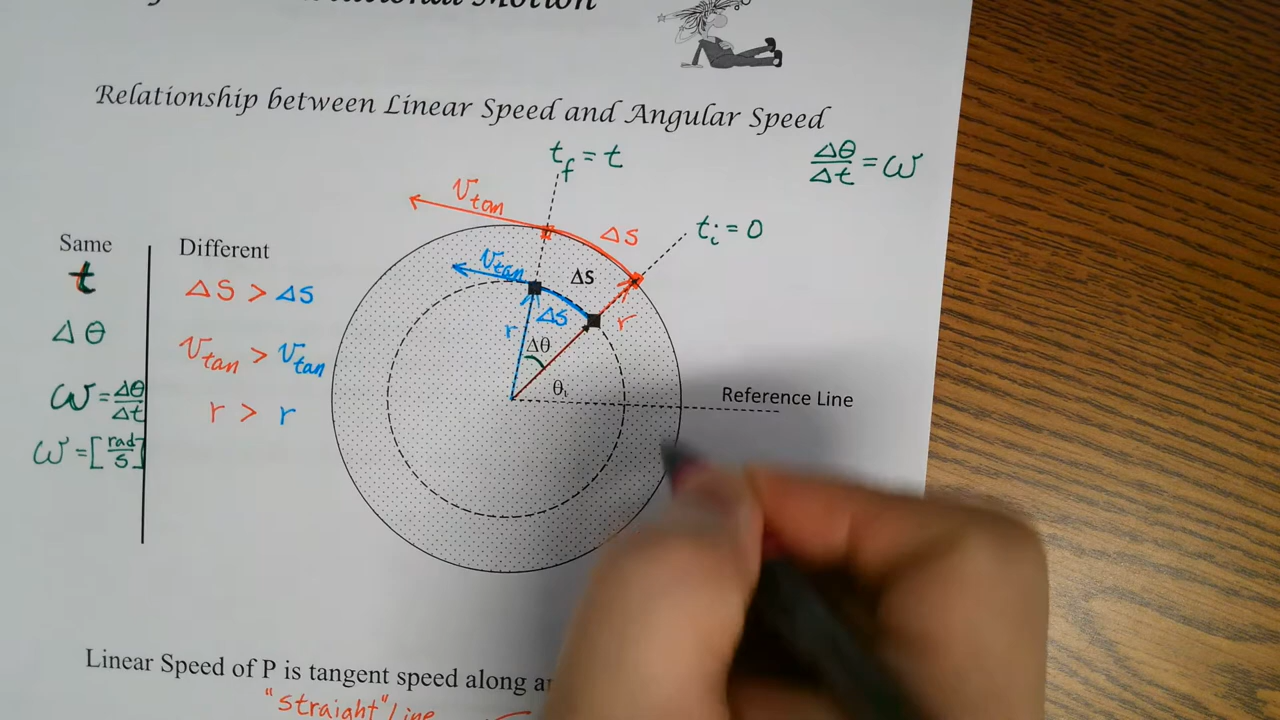 Relationship between Linear Speed and Angular Speed
t_f = t
Δθ/Δt = ω
v_tan
Δs
t_i = 0
Same
Different
t
Δs > Δs
v_tan
Δs
Δθ
r
Δs
r
v_tan > v_tan
Δθ
θᵢ
ω = Δθ/Δt
r > r
Reference Line
ω = [rad/s]
Linear Speed of P is tangent speed along
"straight" Line